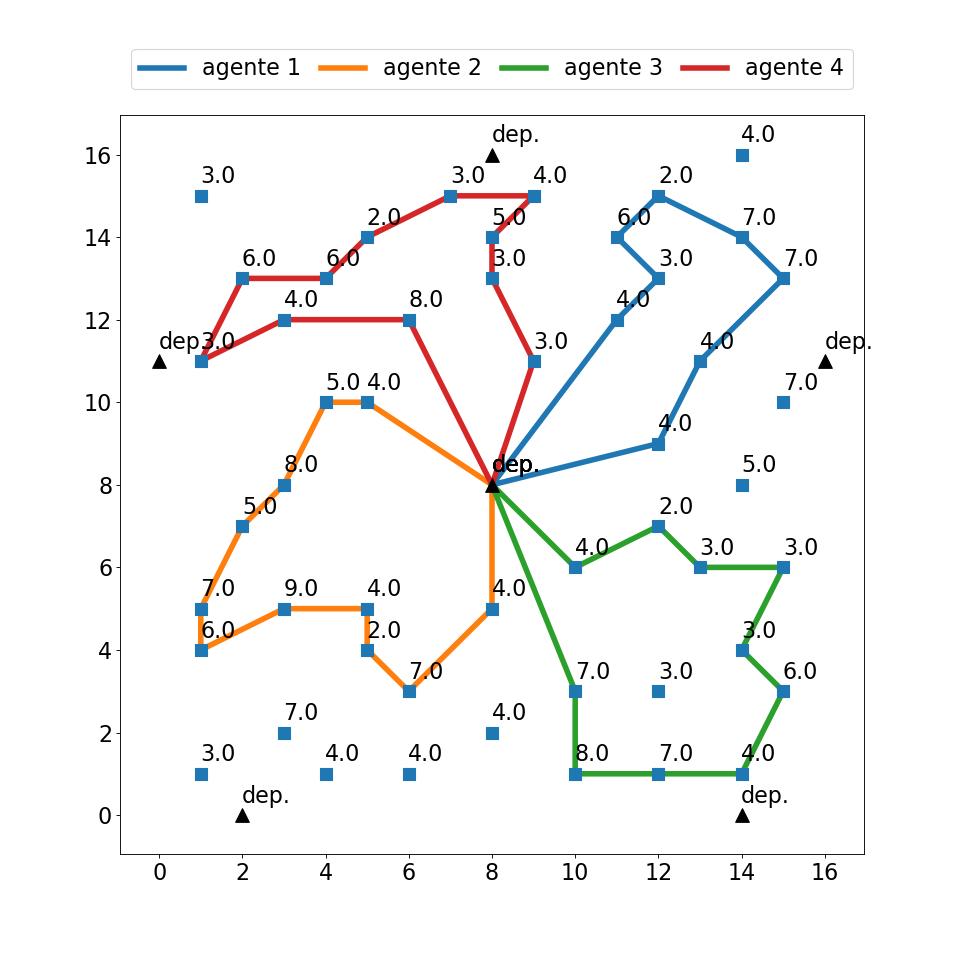 agente 1 agente 2 agente 3 agente 4
dep. 4.0
16
3.0 3.0 4.0 2.0
2.0 5.0 6.0 7.0
14
6.0 6.0 3.0 3.0 7.0
4.0 8.0 4.0
12
dep. 3.0 3.0 4.0 dep.
5.0 4.0 7.0
10
4.0
8.0 dep. dep. 5.0
8
5.0 2.0
4.0 3.0 3.0
6
7.0 9.0 4.0 4.0
6.0 2.0 3.0
4
7.0 7.0 3.0 6.0
7.0 4.0
2
3.0 4.0 4.0 8.0 7.0 4.0
dep. dep.
0
0 2 4 6 8 10 12 14 16